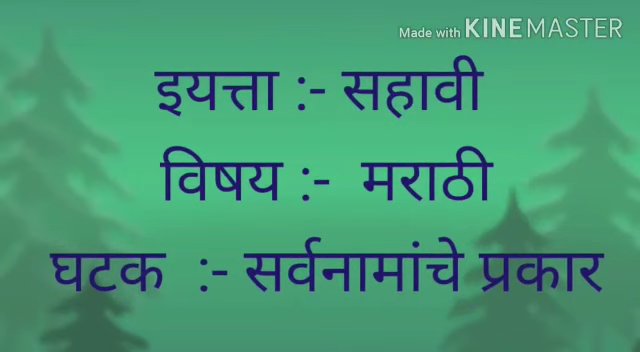 Made with KINEMASTER
इयत्ता :- सहावी
विषय :- मराठी
घटक :- सर्वनामांचे प्रकार